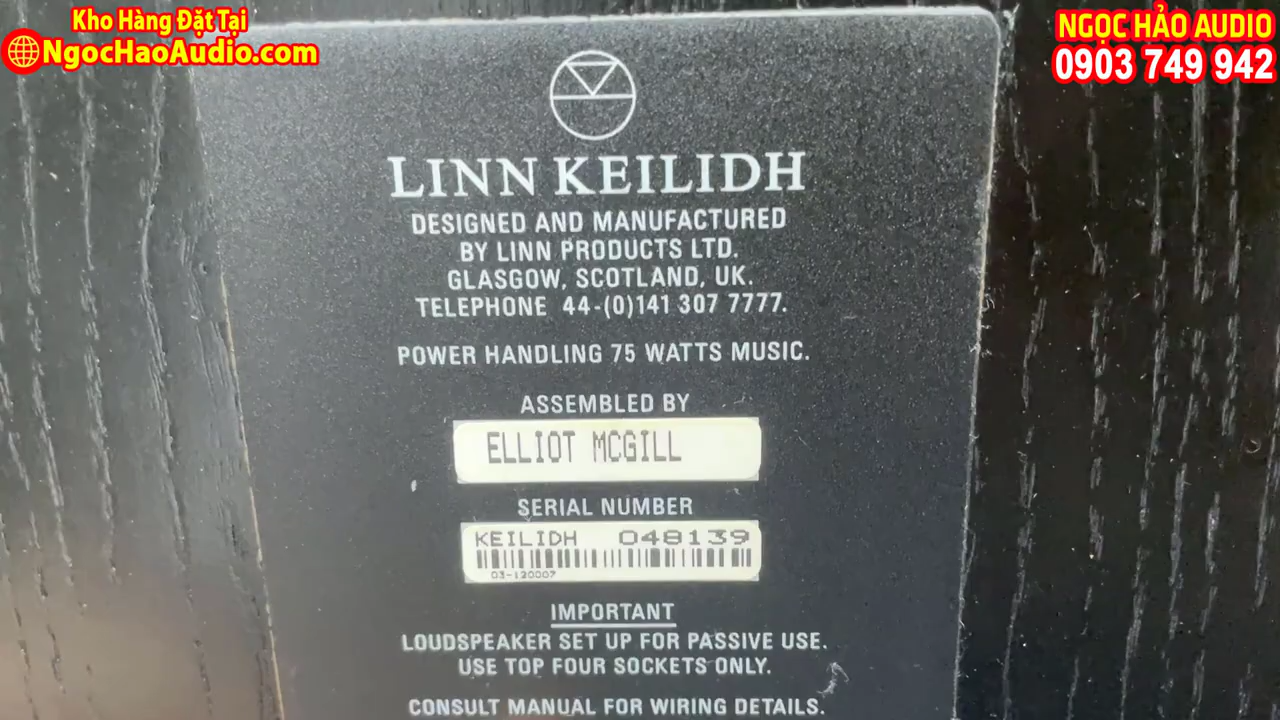 Kho Hàng Đặt Tại
NgocHaoAudio.com
NGỌC HẢO AUDIO
0903 749 942
LINN KEILIDH
DESIGNED AND MANUFACTURED
BY LINN PRODUCTS LTD.
GLASGOW, SCOTLAND, UK.
TELEPHONE 44-(0)141 307 7777.
POWER HANDLING 75 WATTS MUSIC.
ASSEMBLED BY
ELLIOT MCGILL
SERIAL NUMBER
KEILIDH 048139
03-120007
IMPORTANT
LOUDSPEAKER SET UP FOR PASSIVE USE.
USE TOP FOUR SOCKETS ONLY.
CONSULT MANUAL FOR WIRING DETAILS.